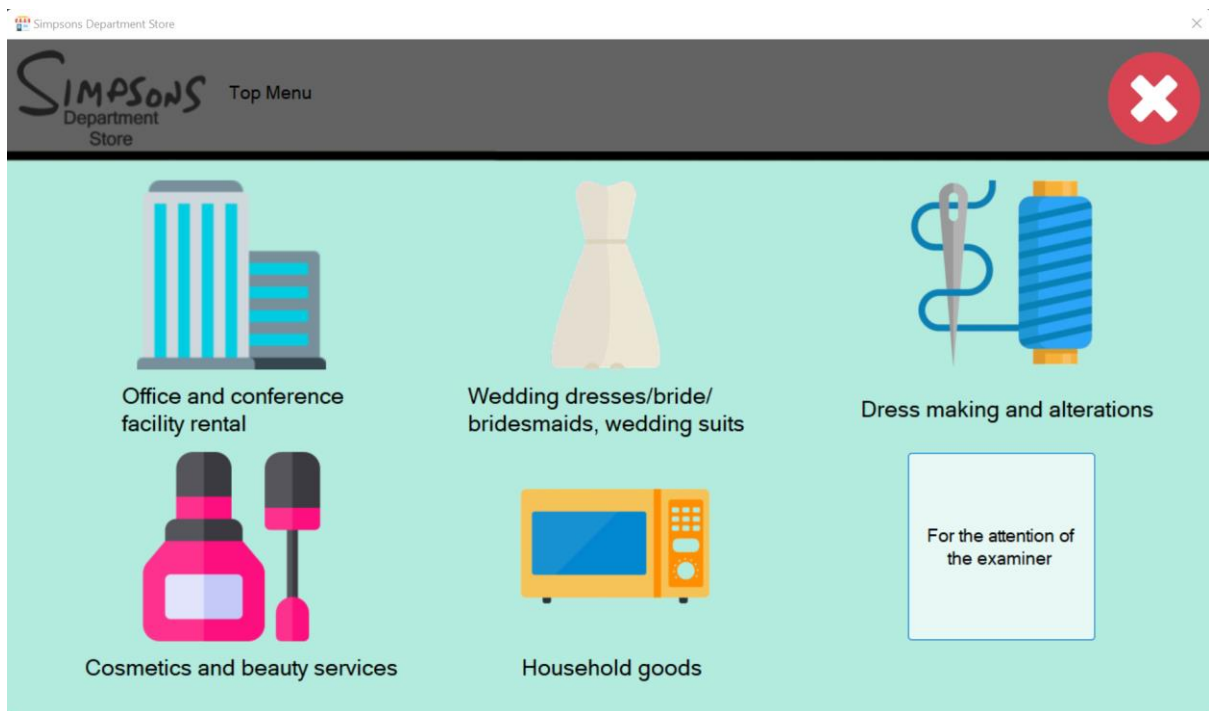 Simpsons Department Store
SIMPSONS
Department
Store
Top Menu
Office and conference
facility rental
Wedding dresses/bride/
bridesmaids, wedding suits
Dress making and alterations
Cosmetics and beauty services
Household goods
For the attention of
the examiner